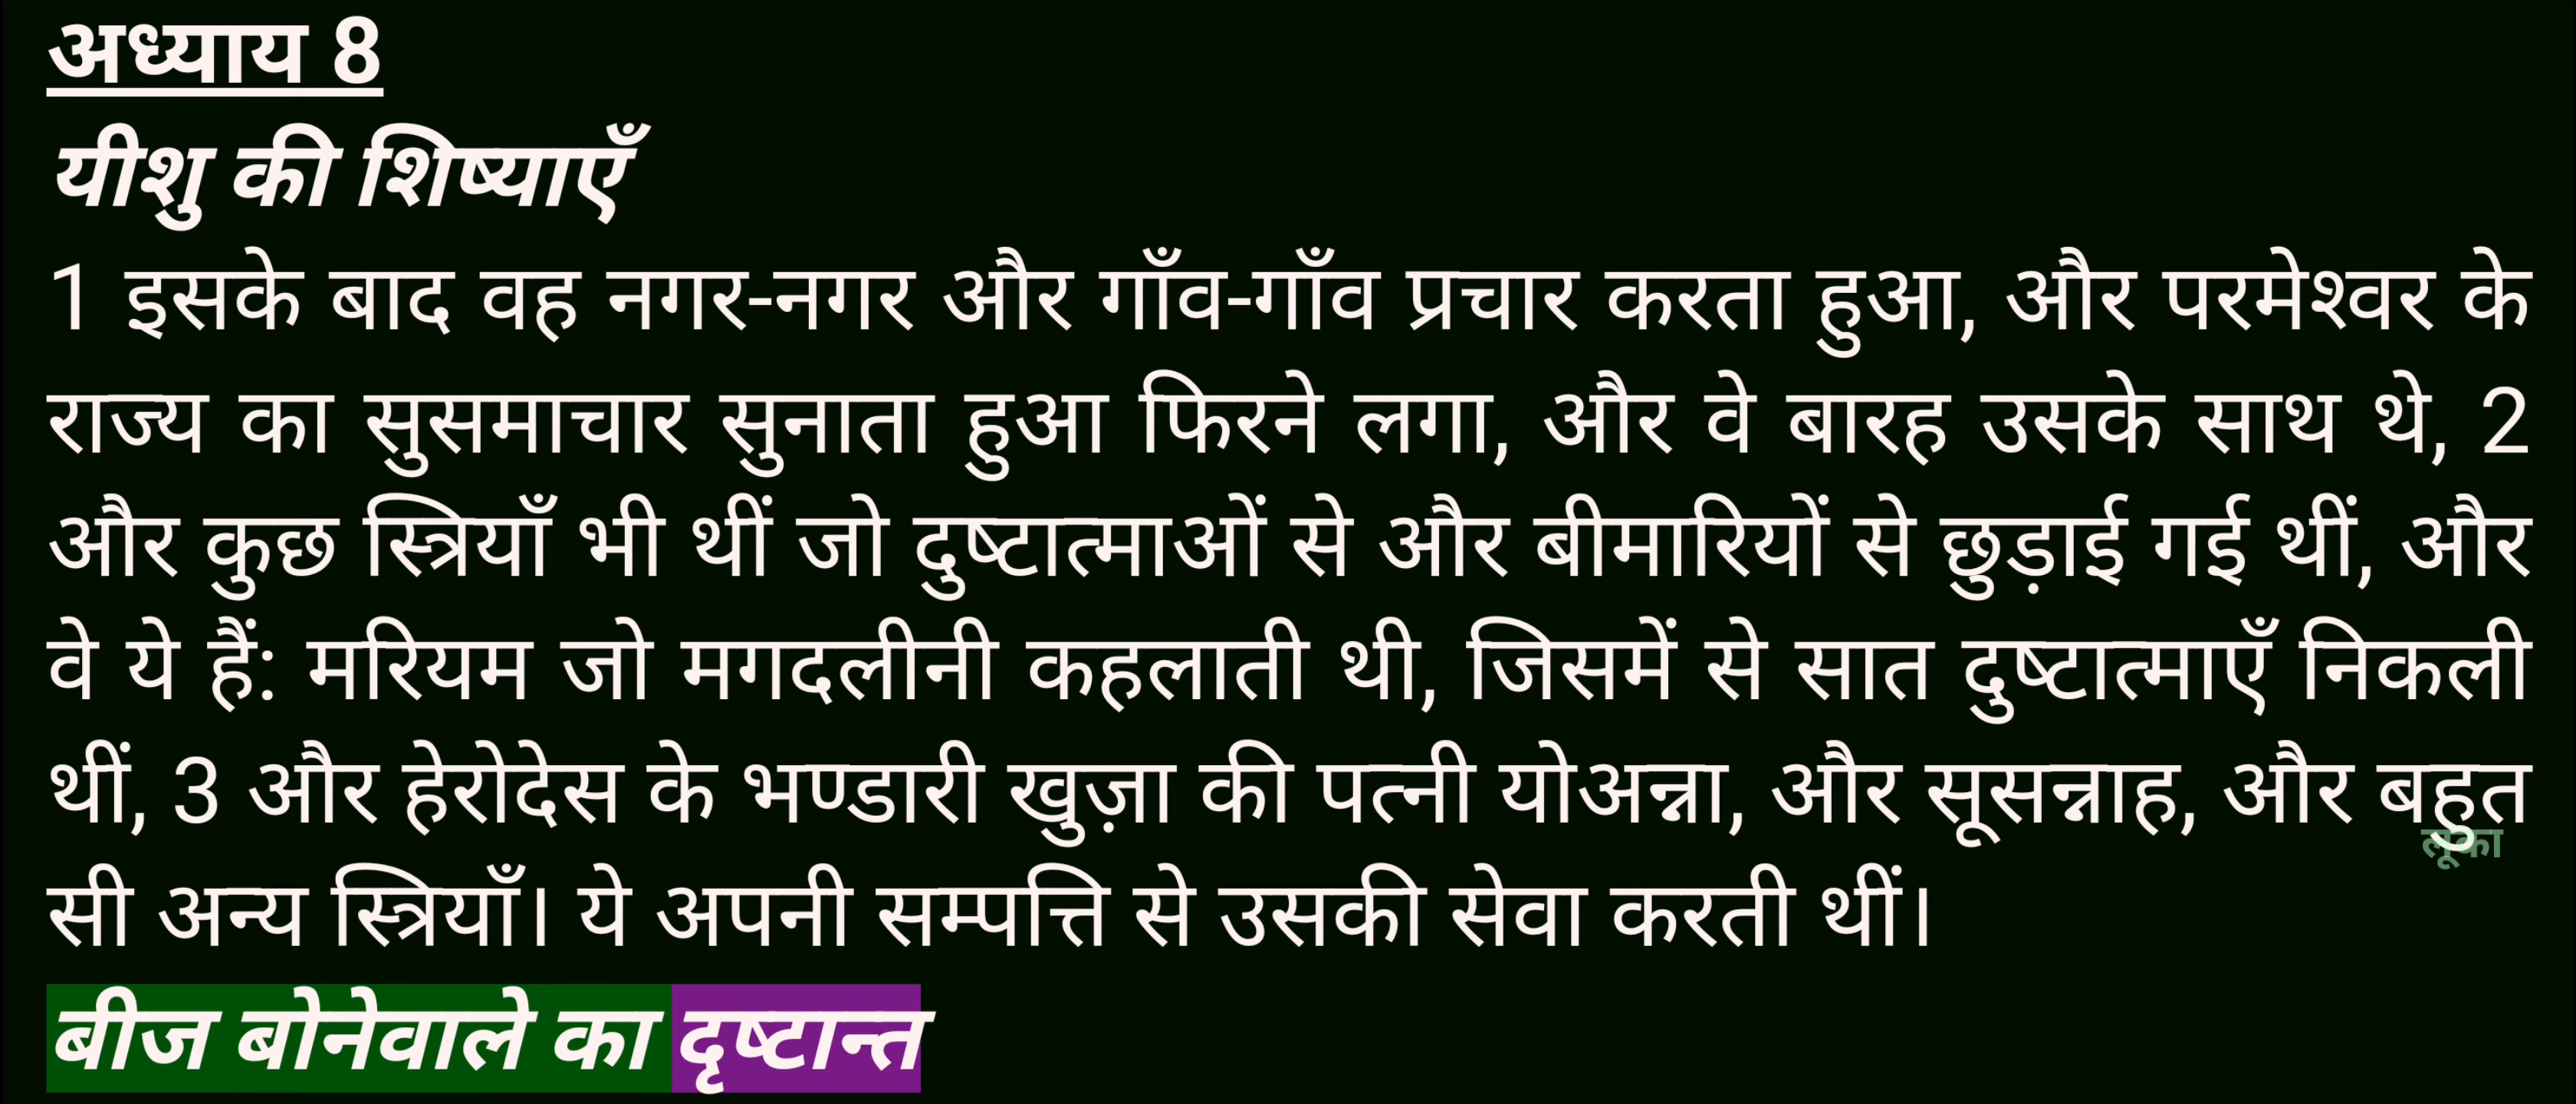 अध्याय 8
यीशु की शिष्याएँ
1 इसके बाद वह नगर-नगर और गाँव-गाँव प्रचार करता हुआ, और परमेश्वर के
राज्य का सुसमाचार सुनाता हुआ फिरने लगा, और वे बारह उसके साथ थे, 2
और कुछ स्त्रियाँ भी थीं जो दुष्टात्माओं से और बीमारियों से छुड़ाई गई थीं, और
वे ये हैं: मरियम जो मगदलीनी कहलाती थी, जिसमें से सात दुष्टात्माएँ निकली
थीं, 3 और हेरोदेस के भण्डारी खुज़ा की पत्नी योअन्ना, और सूसन्नाह, और बहुत
लूका
सी अन्य स्त्रियाँ। ये अपनी सम्पत्ति से उसकी सेवा करती थीं।
बीज बोनेवाले का दृष्टान्त